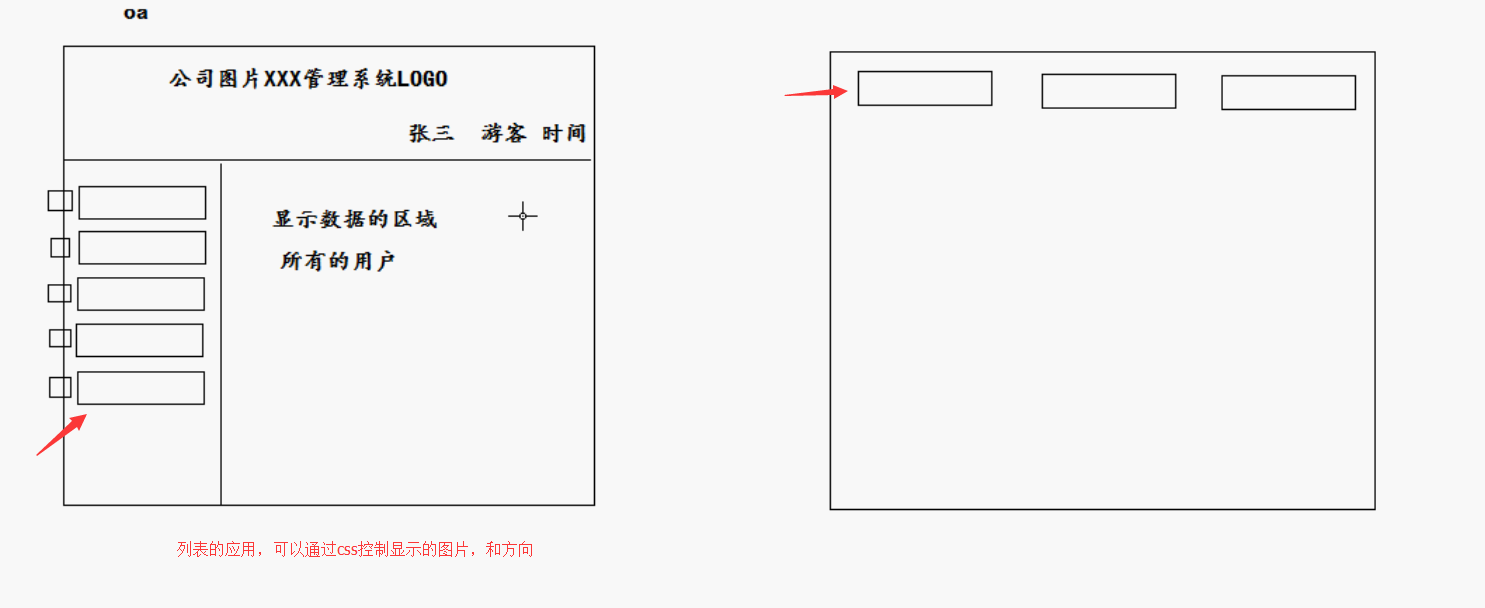 oa
公司图片XXX管理系统LOGO
张三 游客 时间
显示数据的区域
所有的用户
列表的应用，可以通过css控制显示的图片，和方向